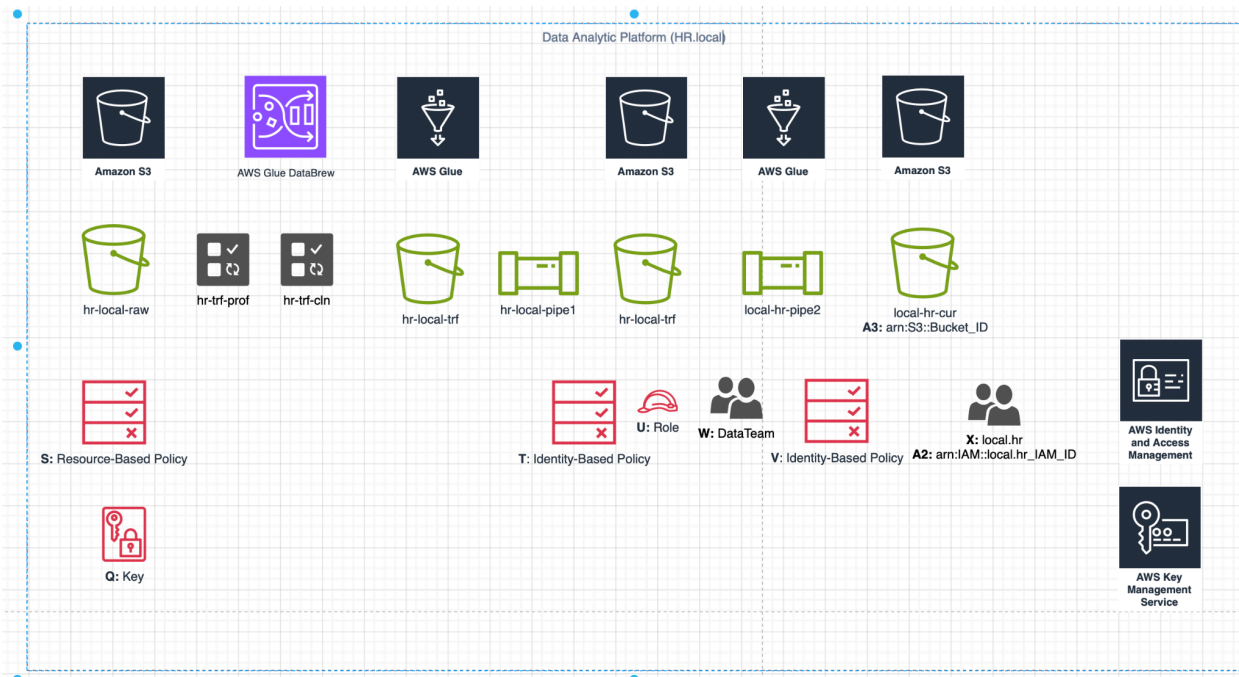 Data Analytic Platform (HR.local)
Amazon S3
AWS Glue DataBrew
AWS Glue
Amazon S3
AWS Glue
Amazon S3
hr-local-raw
hr-trf-prof
hr-trf-cln
hr-local-trf
hr-local-pipe1
hr-local-trf
local-hr-pipe2
local-hr-cur
A3: arn:S3::Bucket_ID
S: Resource-Based Policy
T: Identity-Based Policy
U: Role
W: DataTeam
V: Identity-Based Policy
X: local.hr
A2: arn:IAM::local.hr_IAM_ID
AWS Identity
and Access
Management
Q: Key
AWS Key
Management
Service